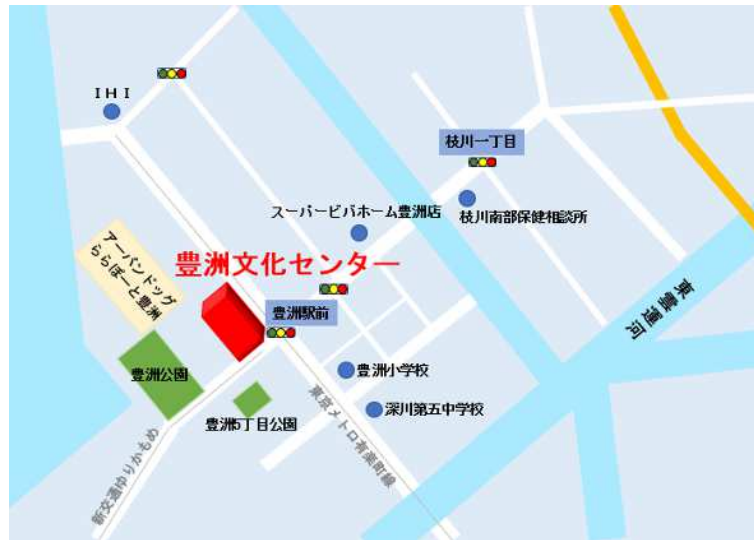 ＩＨＩ
枝川一丁目
スーパービバホーム豊洲店
枝川南部保健相談所
アーバンドッグ
ららぽーと豊洲
豊洲文化センター
東雲運河
豊洲駅前
豊洲公園
豊洲小学校
豊洲5丁目公園
深川第五中学校
東京メトロ有楽町線
新交通ゆりかもめ